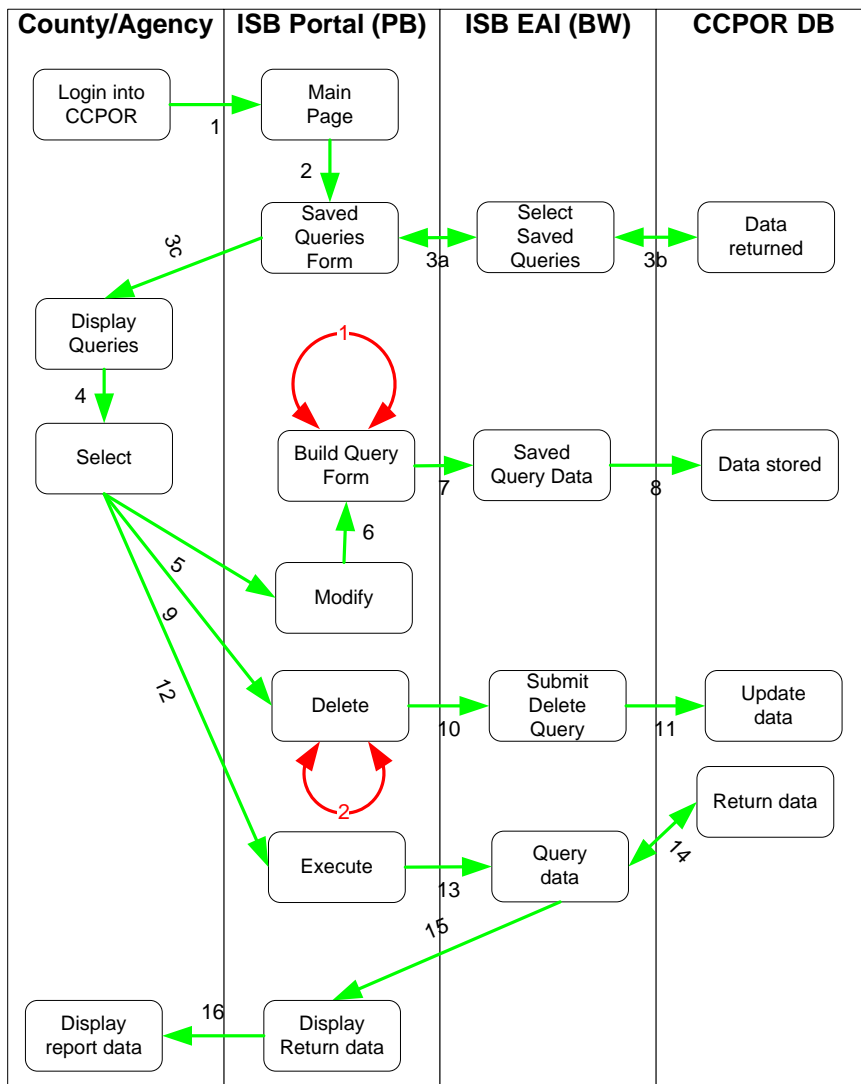 County/Agency
ISB Portal (PB)
ISB EAI (BW)
CCPOR DB
Login into
CCPOR
1
Main
Page
2
Saved
Queries
Form
3a
Select
Saved
Queries
3b
Data
returned
3c
Display
Queries
4
Select
1
Build Query
Form
7
Saved
Query Data
8
Data stored
6
5
Modify
9
12
Delete
10
Submit
Delete
Query
11
Update
data
2
Return data
14
Execute
13
Query
data
15
Display
Return data
16
Display
report data